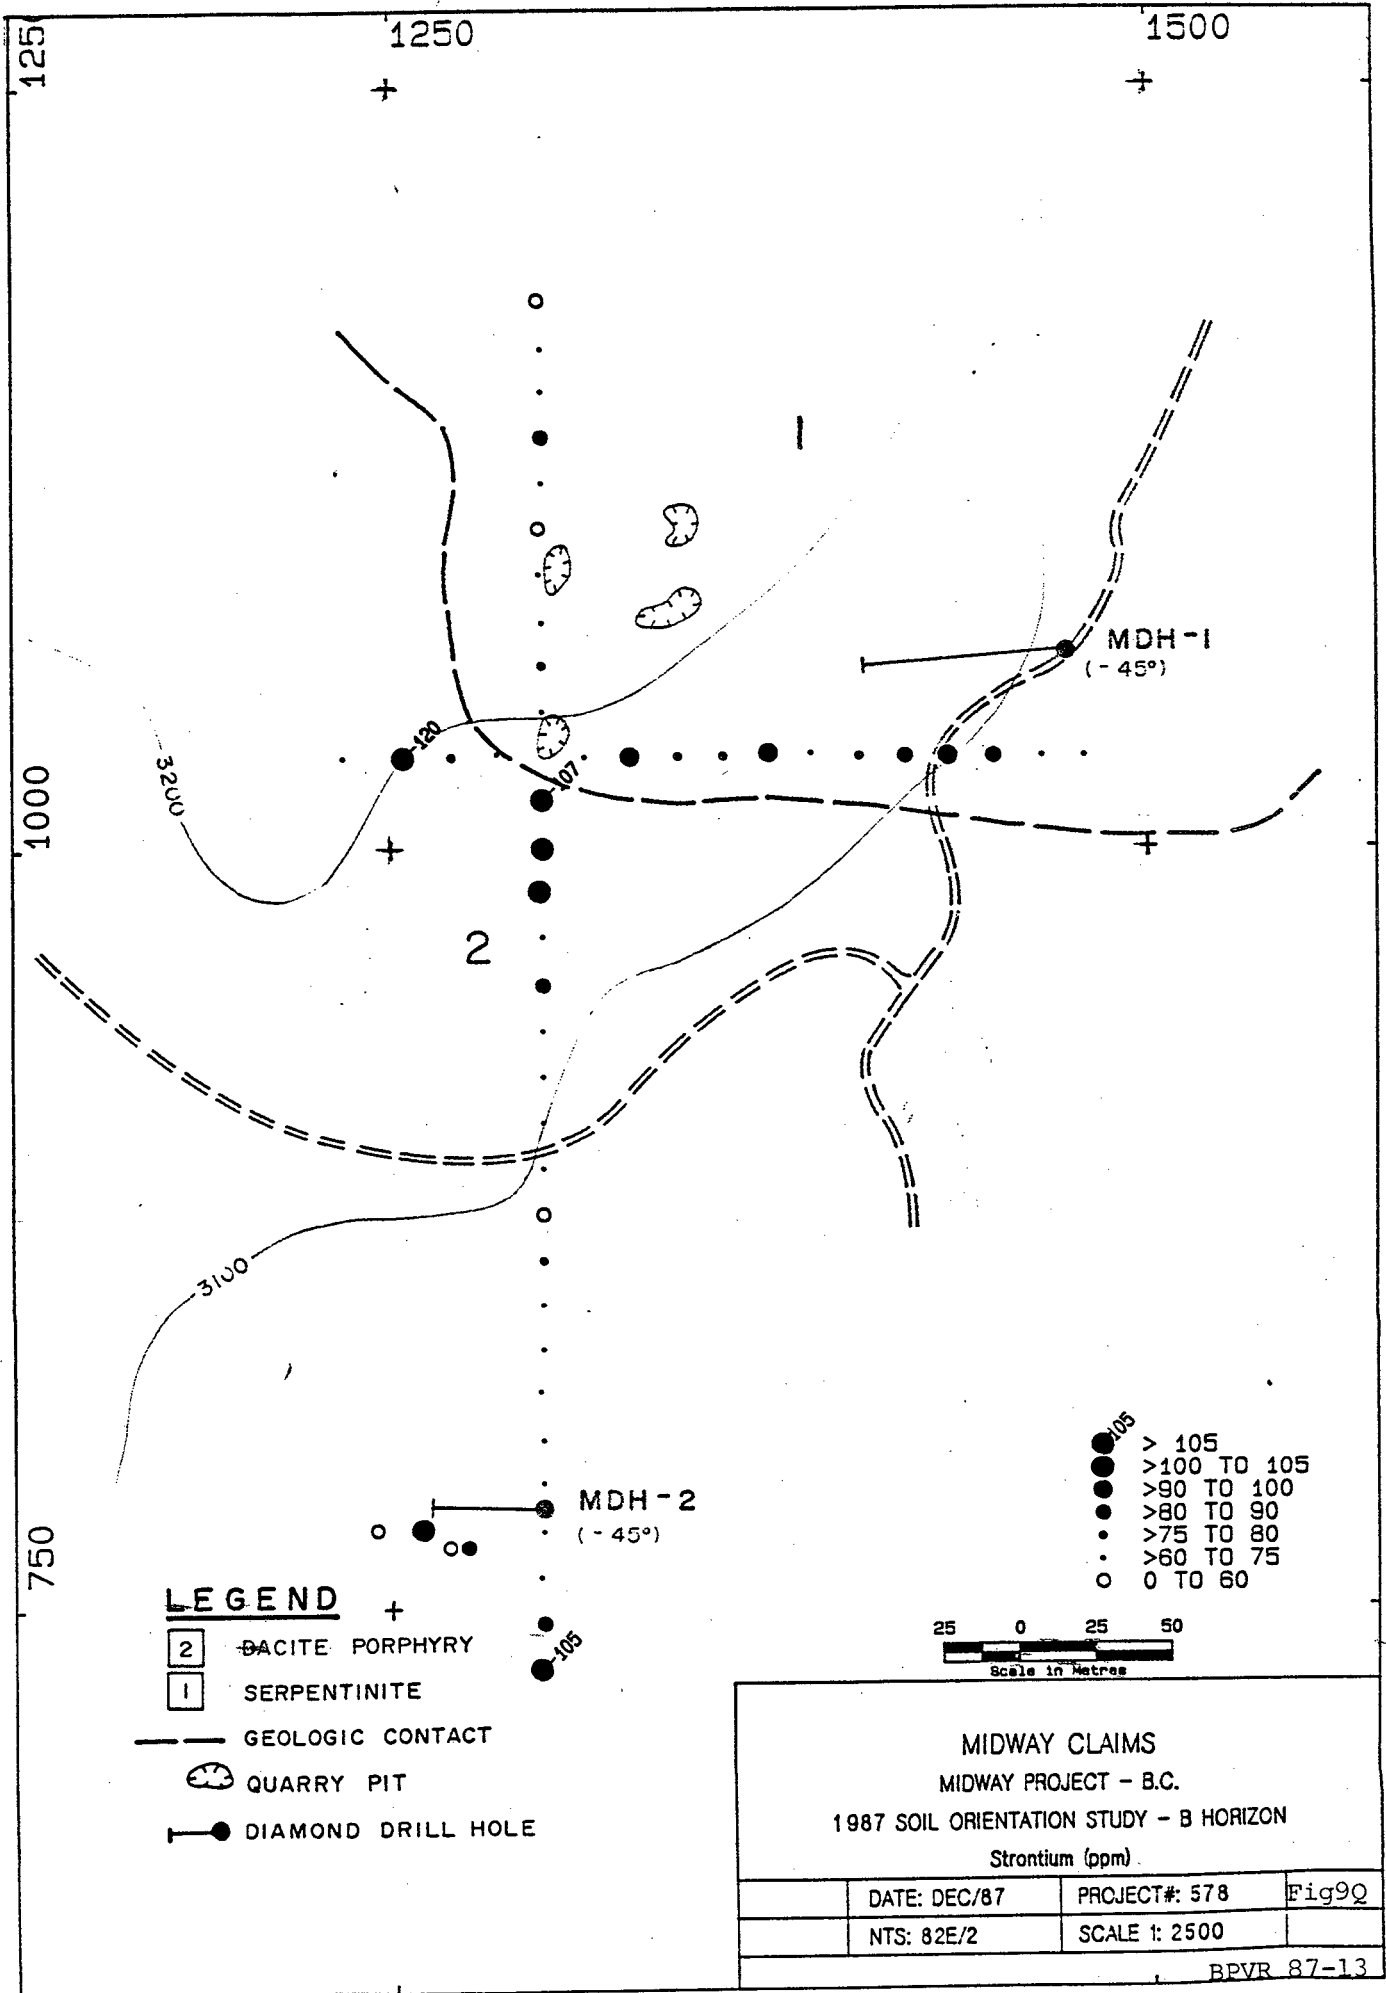 1250
1500
125
1
MDH-1
(-45°)
-120
-107
3200
1000
2
3100
105
> 105
>100 TO 105
>90 TO 100
>80 TO 90
>75 TO 80
>60 TO 75
0 TO 60
MDH-2
(-45°)
750
LEGEND
2 DACITE PORPHYRY
1 SERPENTINITE
GEOLOGIC CONTACT
QUARRY PIT
DIAMOND DRILL HOLE
-105
25 0 25 50
Scale in Metres
MIDWAY CLAIMS
MIDWAY PROJECT - B.C.
1987 SOIL ORIENTATION STUDY - B HORIZON
Strontium (ppm)
DATE: DEC/87 PROJECT#: 578 Fig9Q
NTS: 82E/2 SCALE 1: 2500
BPVR 87-13